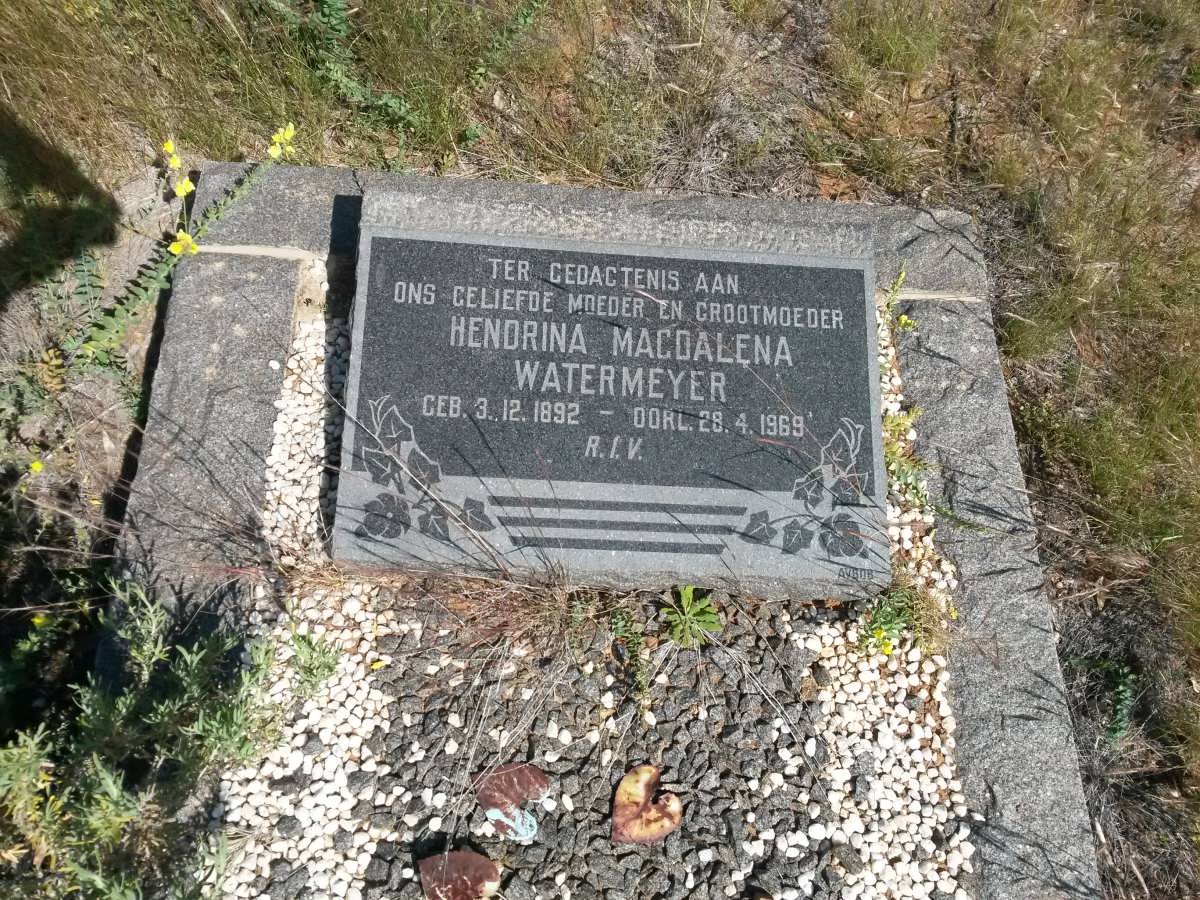 TER GEDACTENIS AAN
ONS GELIEFDE MOEDER EN GROOTMOEDER
HENDRINA MAGDALENA
WATERMEYER
GEB. 3.12.1892 - OORL. 28.4.1969
R.I.V.
AVBOB